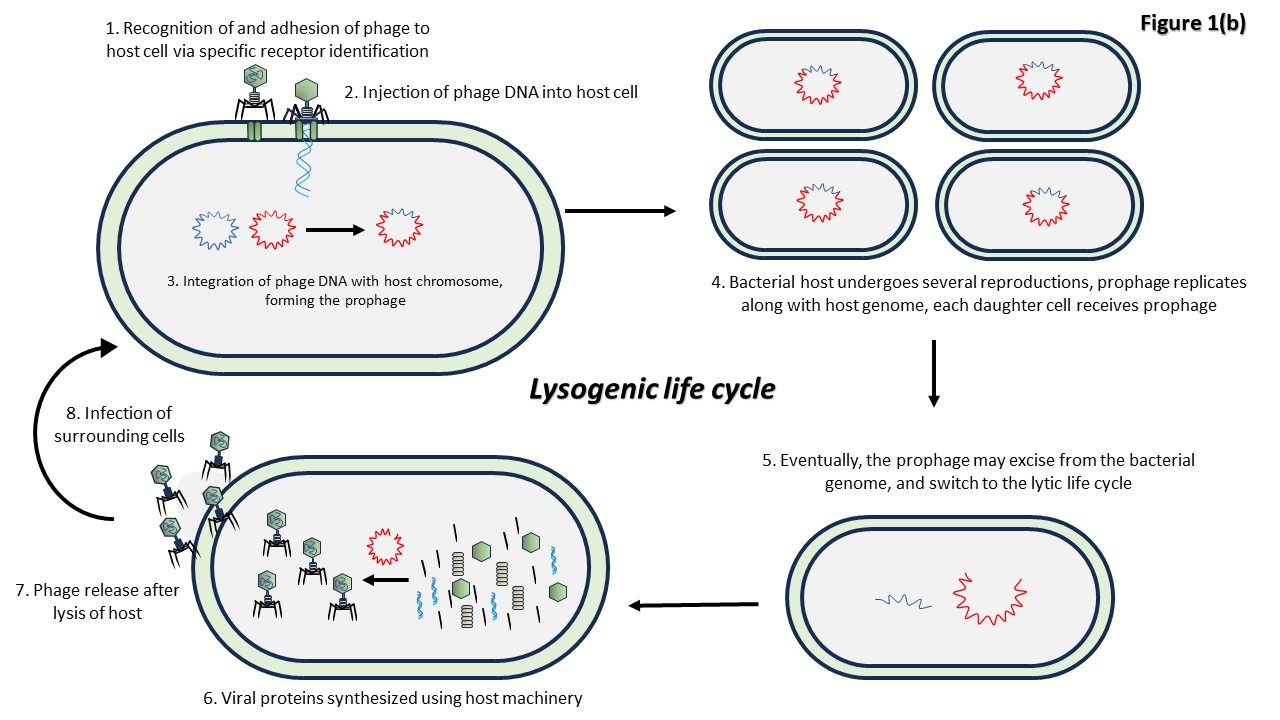 Figure 1(b)
1. Recognition of and adhesion of phage to
host cell via specific receptor identification
2. Injection of phage DNA into host cell
3. Integration of phage DNA with host chromosome,
forming the prophage
4. Bacterial host undergoes several reproductions, prophage replicates
along with host genome, each daughter cell receives prophage
Lysogenic life cycle
5. Eventually, the prophage may excise from the bacterial
genome, and switch to the lytic life cycle
6. Viral proteins synthesized using host machinery
7. Phage release after
lysis of host
8. Infection of
surrounding cells